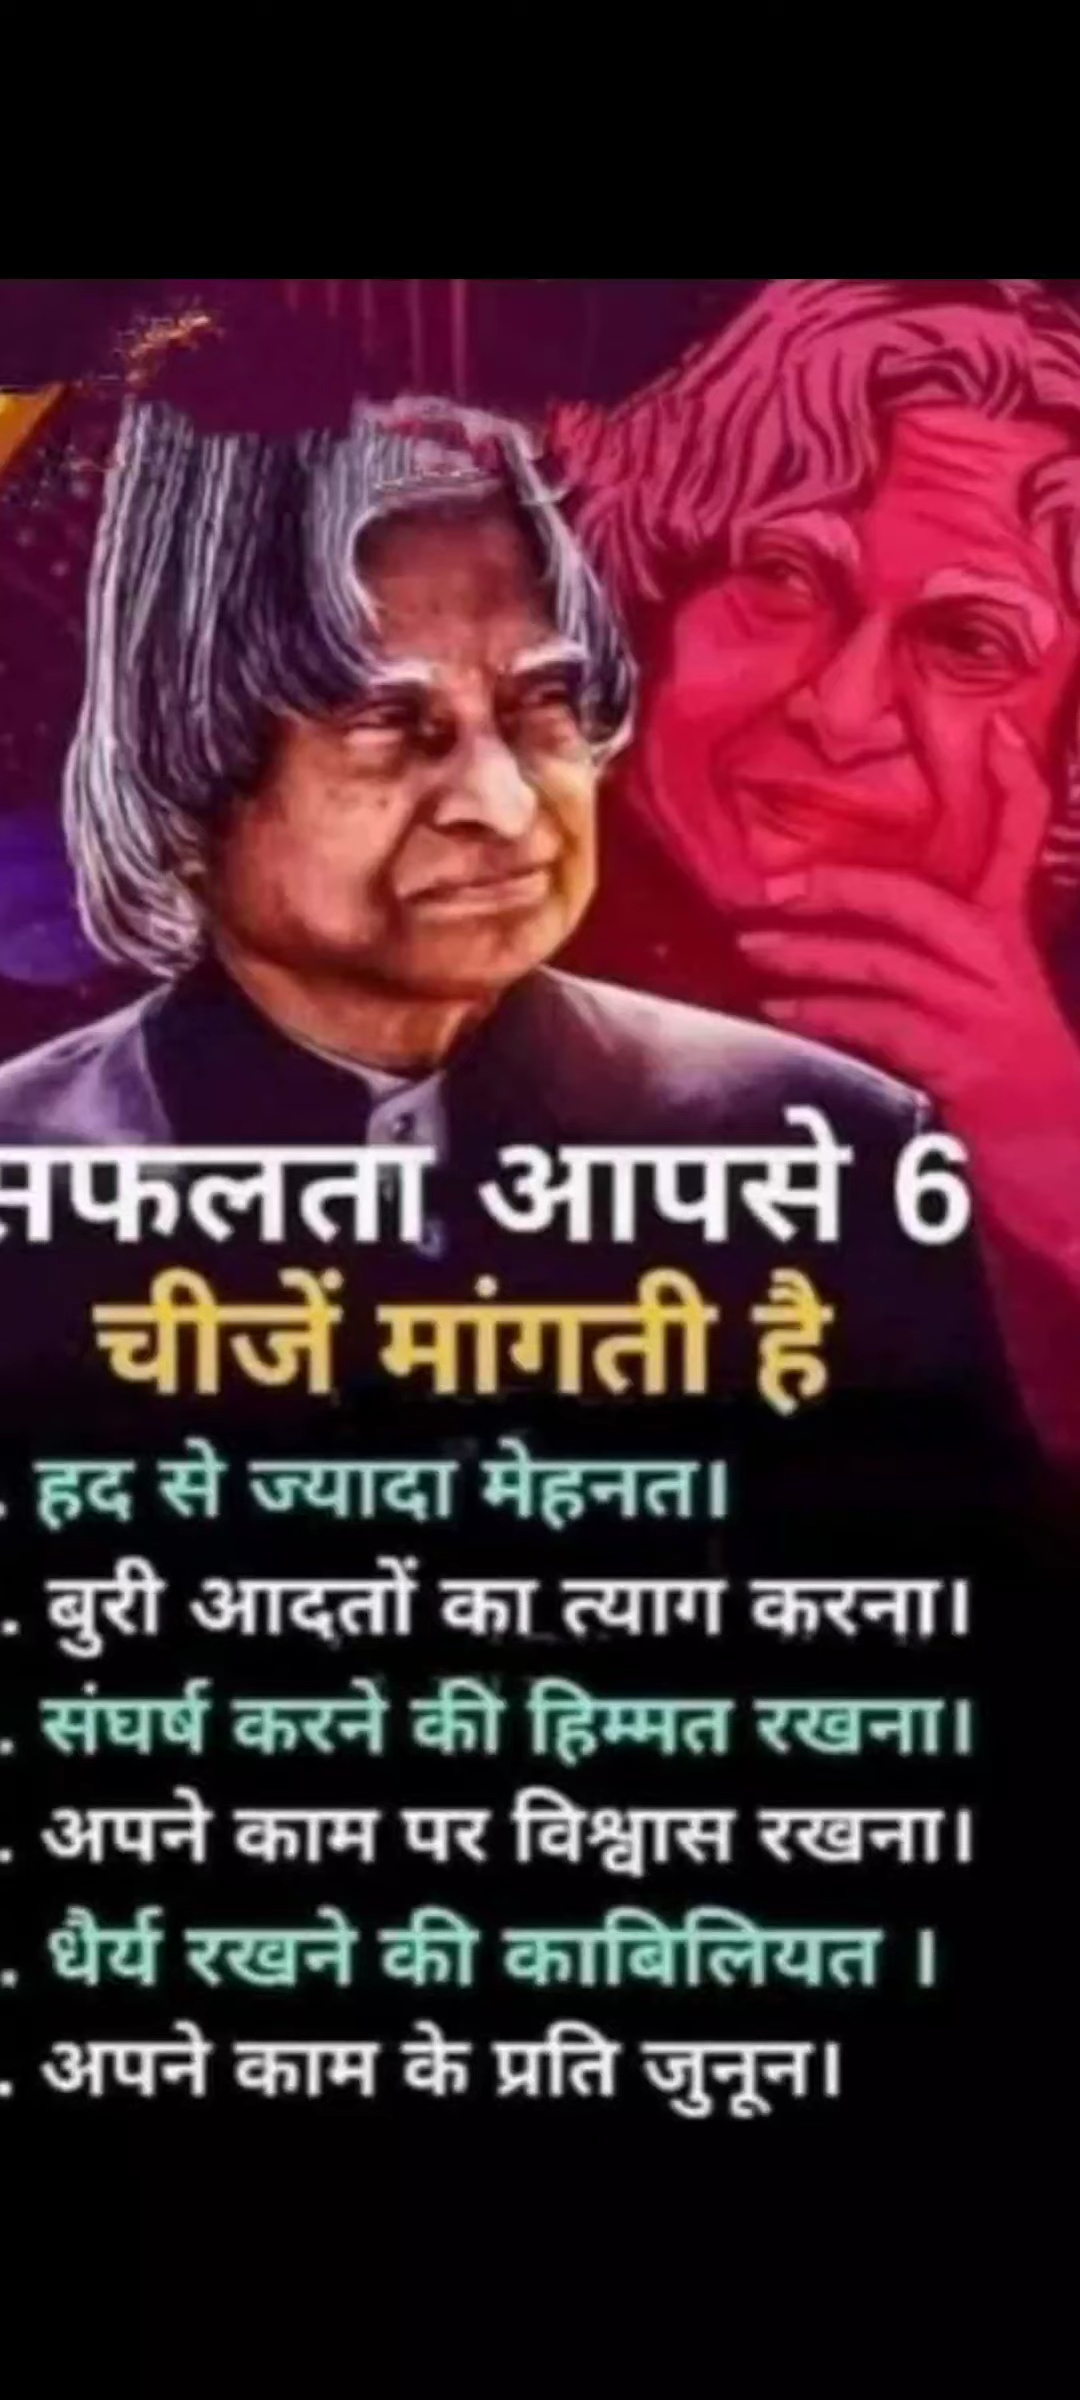 सफलता आपसे 6
चीजें मांगती है
. हद से ज्यादा मेहनत।
. बुरी आदतों का त्याग करना।
. संघर्ष करने की हिम्मत रखना।
. अपने काम पर विश्वास रखना।
. धैर्य रखने की काबिलियत ।
. अपने काम के प्रति जुनून।